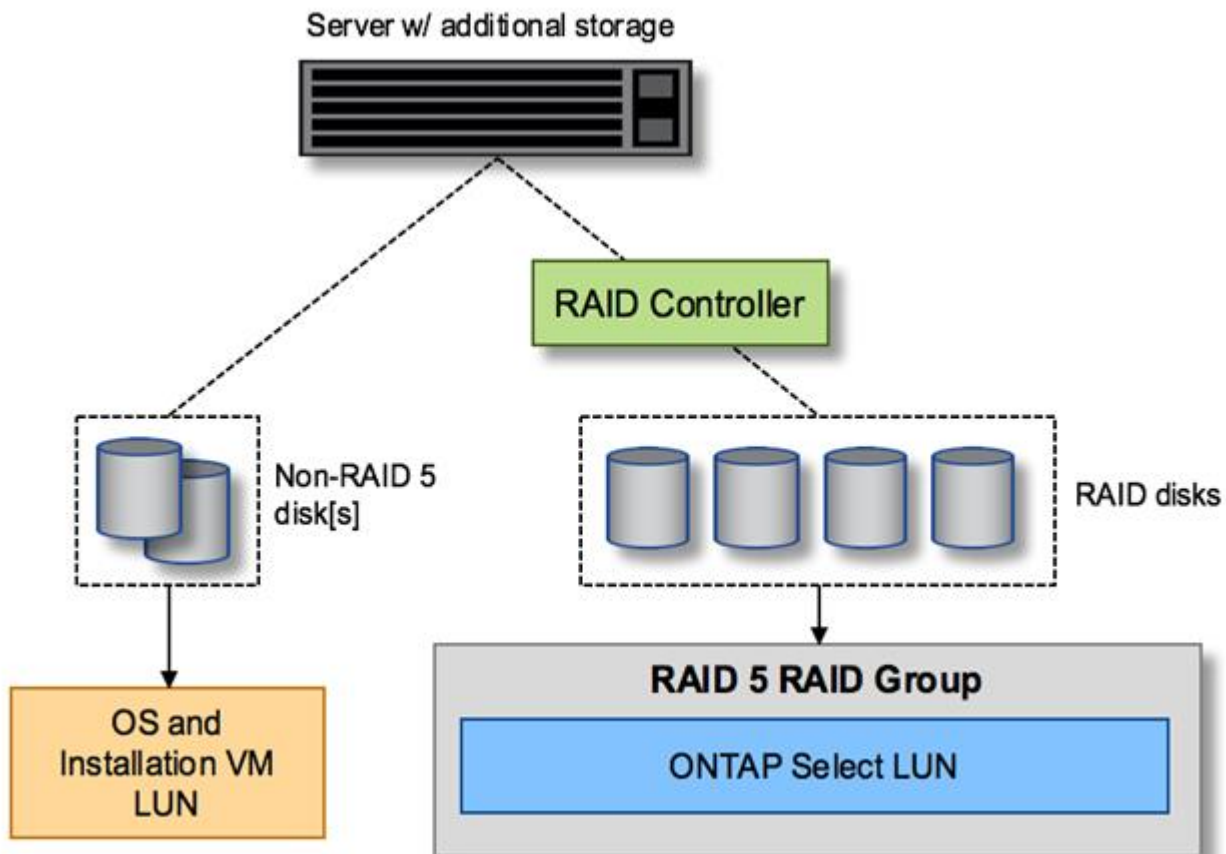 Server w/ additional storage
RAID Controller
Non-RAID 5
disk[s]
RAID disks
OS and
Installation VM
LUN
RAID 5 RAID Group
ONTAP Select LUN